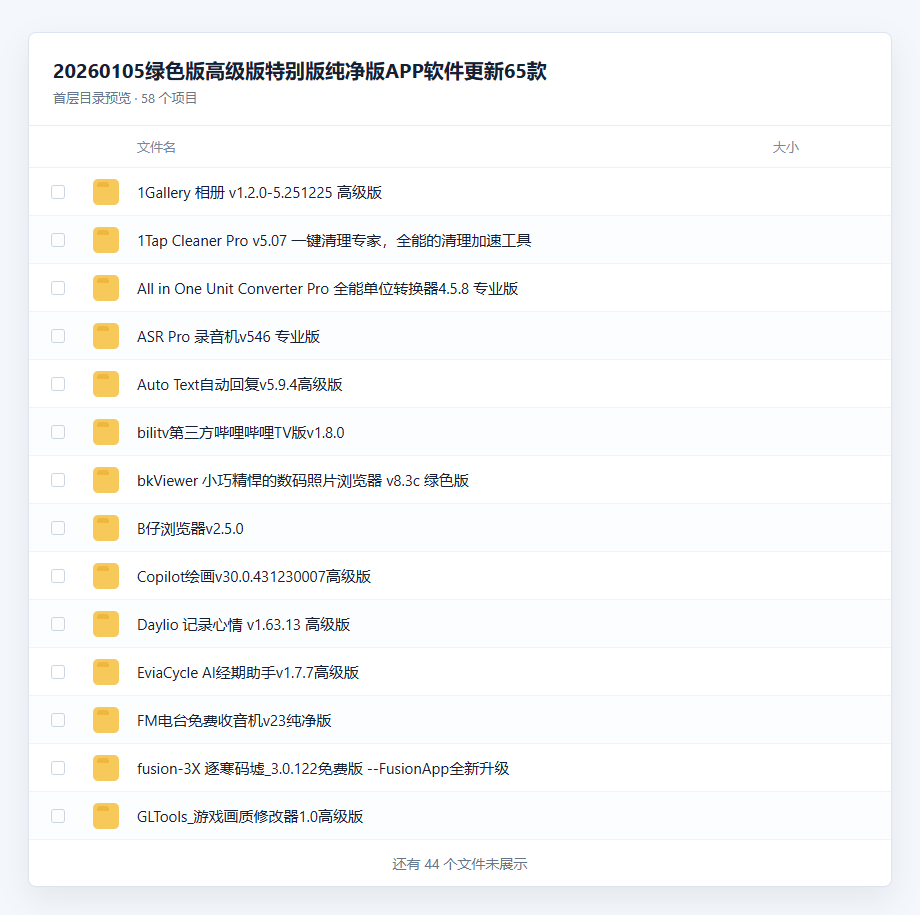 20260105绿色版高级版特别版纯净版APP软件更新65款
首层目录预览 · 58 个项目
文件名 大小
1Gallery 相册 v1.2.0-5.251225 高级版
1Tap Cleaner Pro v5.07 一键清理专家，全能的清理加速工具
All in One Unit Converter Pro 全能单位转换器4.5.8 专业版
ASR Pro 录音机v546 专业版
Auto Text自动回复v5.9.4高级版
bilitv第三方哔哩哔哩TV版v1.8.0
bkViewer 小巧精悍的数码照片浏览器 v8.3c 绿色版
B仔浏览器v2.5.0
Copilot绘画v30.0.431230007高级版
Daylio 记录心情 v1.63.13 高级版
EviaCycle AI经期助手v1.7.7高级版
FM电台免费收音机v23纯净版
fusion-3X 逐寒码墟_3.0.122免费版 --FusionApp全新升级
GLTools_游戏画质修改器1.0高级版
还有 44 个文件未展示